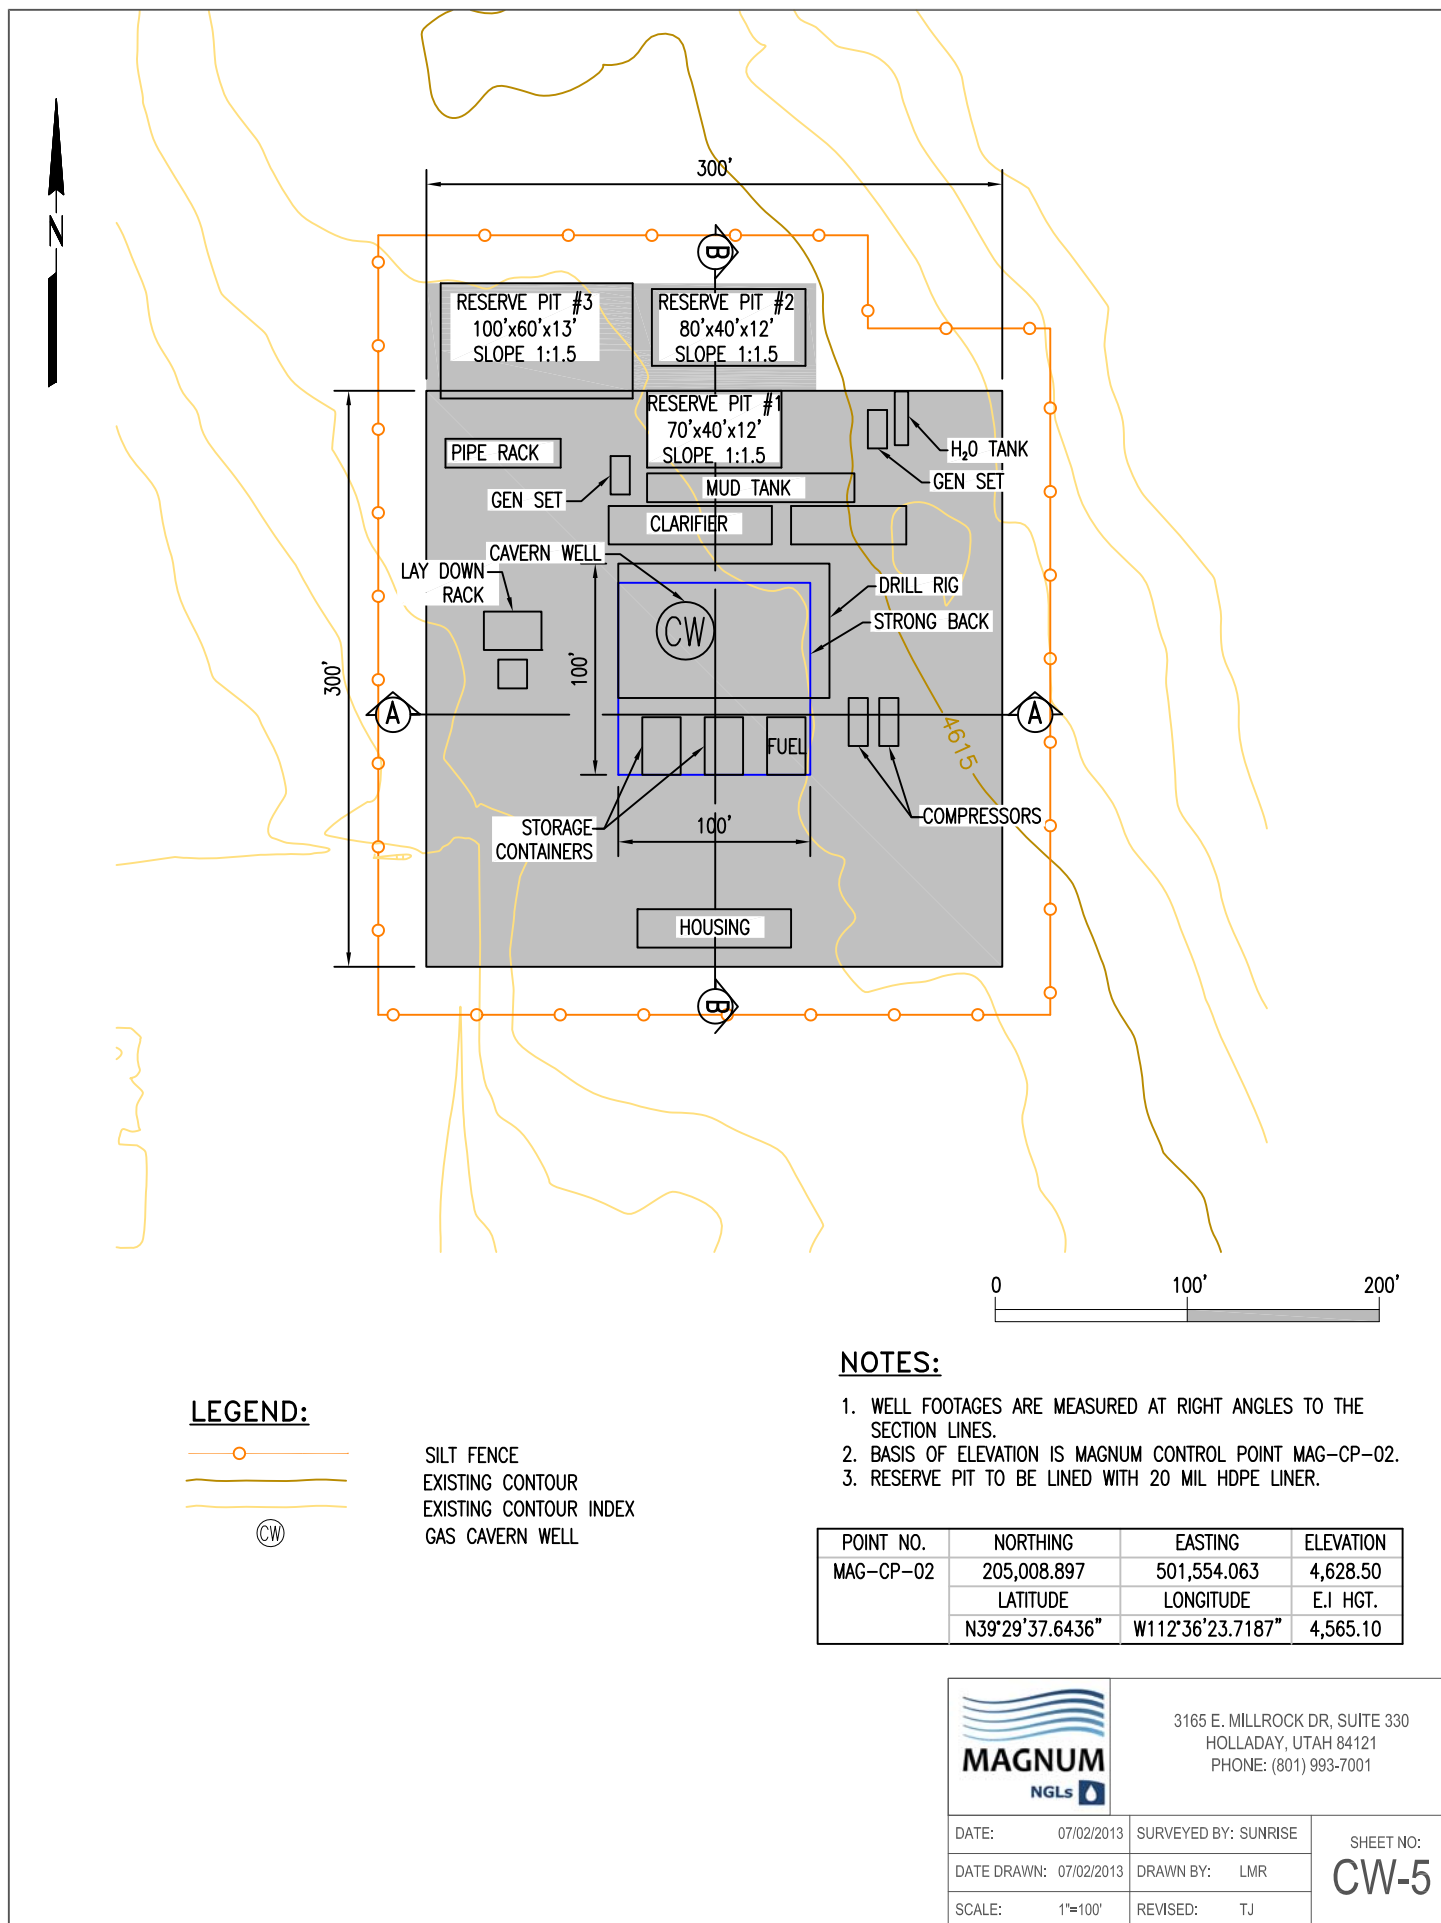 300'
N
B
RESERVE PIT #3
100'x60'x13'
SLOPE 1:1.5
RESERVE PIT #2
80'x40'x12'
SLOPE 1:1.5
RESERVE PIT #1
70'x40'x12'
SLOPE 1:1.5
PIPE RACK
H₂O TANK
GEN SET
GEN SET
MUD TANK
CLARIFIER
CAVERN WELL
LAY DOWN
RACK
DRILL RIG
STRONG BACK
CW
100'
300'
A
A
4615
FUEL
COMPRESSORS
STORAGE
CONTAINERS
100'
HOUSING
B
0 100' 200'
NOTES:
1. WELL FOOTAGES ARE MEASURED AT RIGHT ANGLES TO THE
SECTION LINES.
2. BASIS OF ELEVATION IS MAGNUM CONTROL POINT MAG-CP-02.
3. RESERVE PIT TO BE LINED WITH 20 MIL HDPE LINER.
LEGEND:
SILT FENCE
EXISTING CONTOUR
EXISTING CONTOUR INDEX
CW GAS CAVERN WELL
POINT NO. NORTHING EASTING ELEVATION
MAG-CP-02 205,008.897 501,554.063 4,628.50
LATITUDE LONGITUDE E.I HGT.
N39°29'37.6436" W112°36'23.7187" 4,565.10
MAGNUM
NGLs
3165 E. MILLROCK DR, SUITE 330
HOLLADAY, UTAH 84121
PHONE: (801) 993-7001
DATE: 07/02/2013 SURVEYED BY: SUNRISE
DATE DRAWN: 07/02/2013 DRAWN BY: LMR
SCALE: 1"=100' REVISED: TJ
SHEET NO:
CW-5